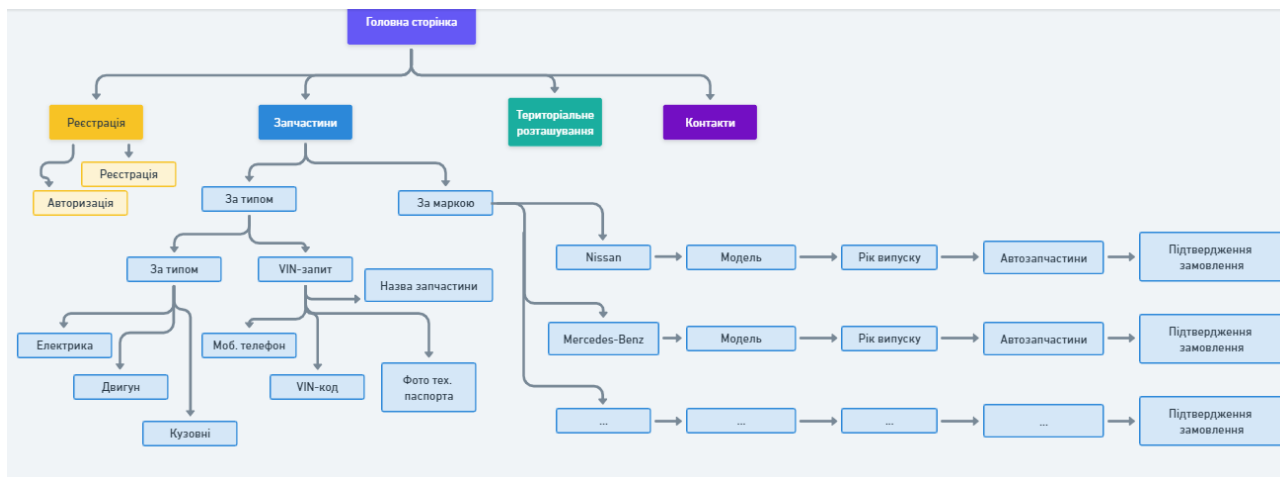 Головна сторінка
Реєстрація
Запчастини
Територіальне
розташування
Контакти
Реєстрація
Авторизація
За типом
За маркою
За типом
VIN-запит
Назва запчастини
Nissan
Модель
Рік випуску
Автозапчастини
Підтвердження
замовлення
Електрика
Моб. телефон
Mercedes-Benz
Модель
Рік випуску
Автозапчастини
Підтвердження
замовлення
Двигун
VIN-код
Фото тех.
паспорта
Кузовні
...
...
...
...
Підтвердження
замовлення